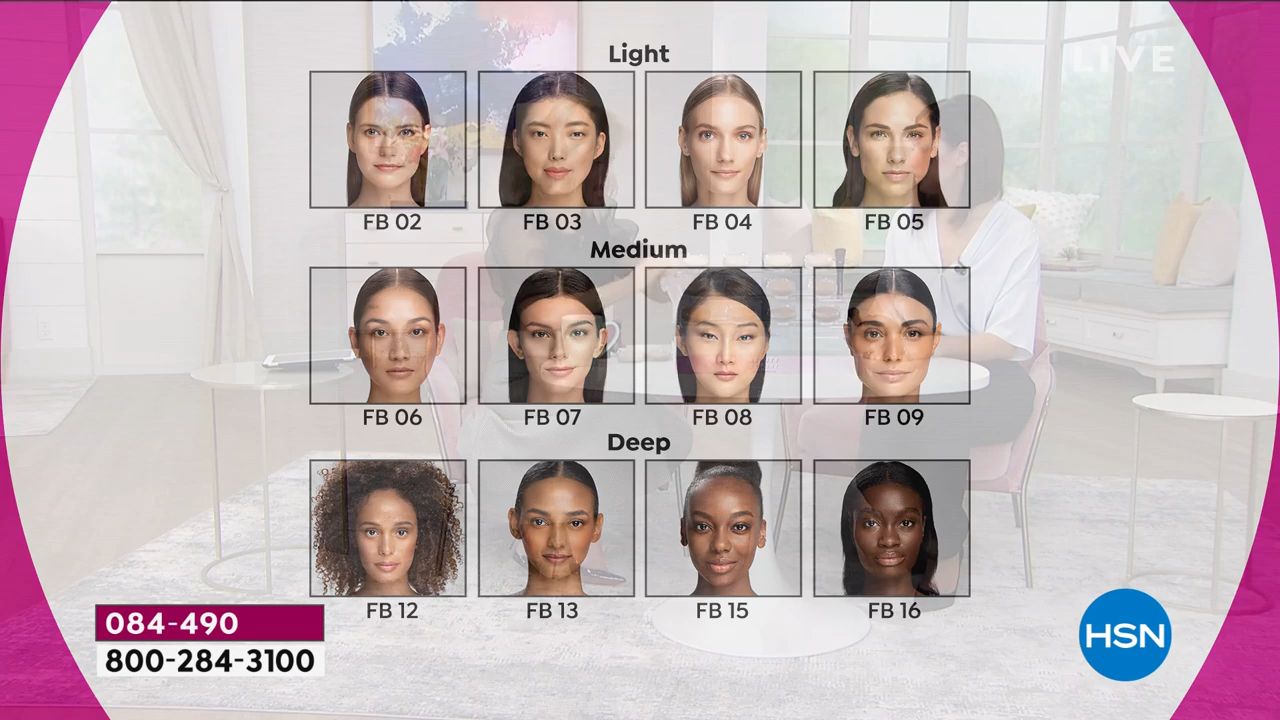 LIVE
Light
FB 02 FB 03 FB 04 FB 05
Medium
FB 06 FB 07 FB 08 FB 09
Deep
FB 12 FB 13 FB 15 FB 16
084-490
800-284-3100
HSN